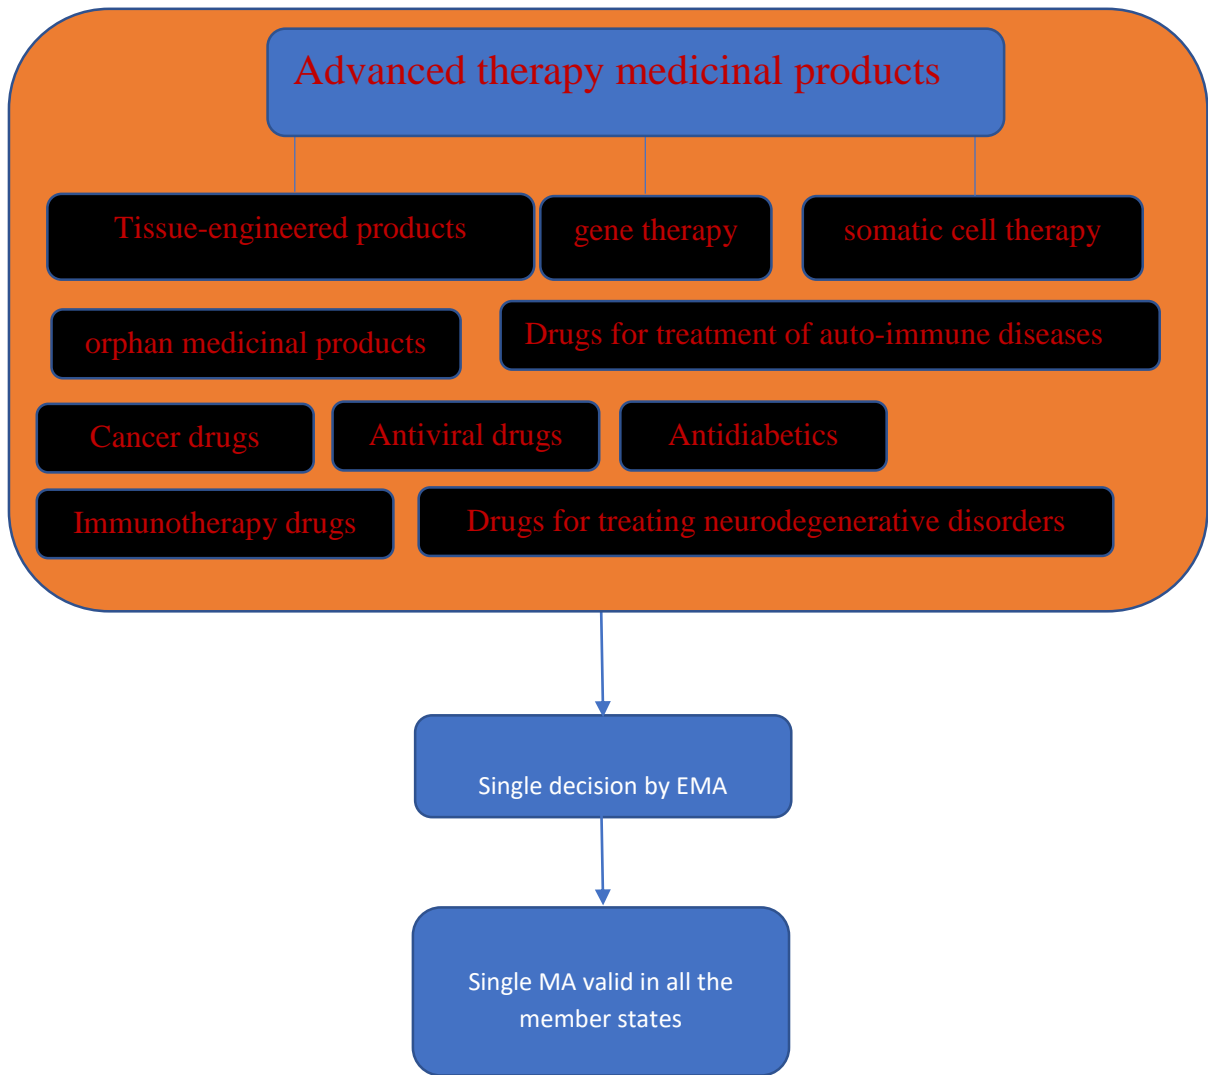 Advanced therapy medicinal products
Tissue-engineered products
gene therapy
somatic cell therapy
orphan medicinal products
Drugs for treatment of auto-immune diseases
Cancer drugs
Antiviral drugs
Antidiabetics
Immunotherapy drugs
Drugs for treating neurodegenerative disorders
Single decision by EMA
Single MA valid in all the
member states